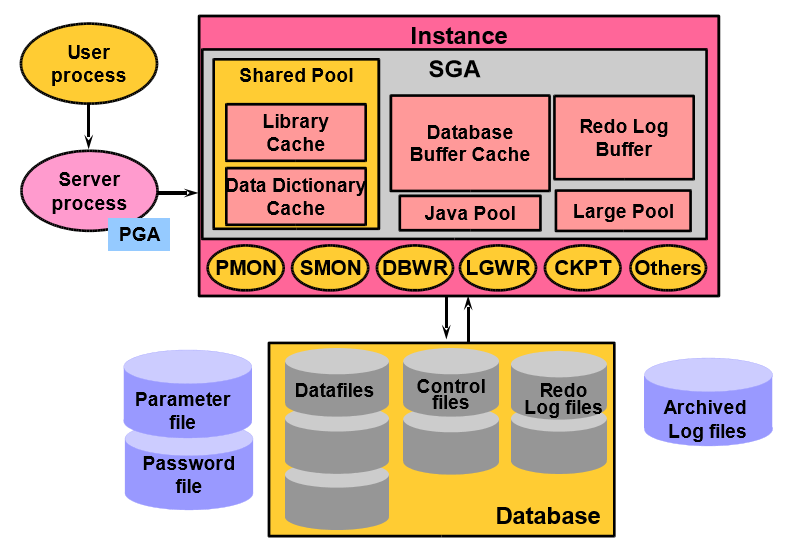 User
process
Server
process
PGA
Instance
SGA
Shared Pool
Library
Cache
Data Dictionary
Cache
Database
Buffer Cache
Redo Log
Buffer
Java Pool
Large Pool
PMON
SMON
DBWR
LGWR
CKPT
Others
Parameter
file
Password
file
Datafiles
Control
files
Redo
Log files
Database
Archived
Log files